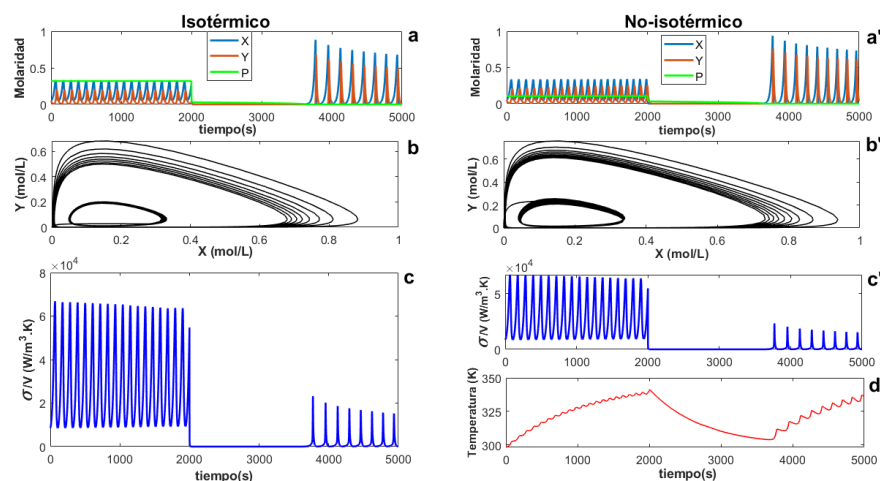 Isotérmico
a
Molaridad
1
0.5
0
X
Y
P
0 1000 2000 3000 4000 5000
tiempo(s)
b
Y (mol/L)
0.6
0.4
0.2
0
0 0.2 0.4 0.6 0.8 1
X (mol/L)
×10⁴
c
σ/V (W/m³.K)
8
6
4
2
0
0 1000 2000 3000 4000 5000
tiempo(s)
No-isotérmico
a'
Molaridad
1
0.5
0
X
Y
P
0 1000 2000 3000 4000 5000
tiempo(s)
b'
Y (mol/L)
0.6
0.4
0.2
0
0 0.2 0.4 0.6 0.8 1
X (mol/L)
×10⁴
c'
σ/V (W/m³.K)
5
0
0 1000 2000 3000 4000 5000
d
Temperatura (K)
350
325
300
0 1000 2000 3000 4000 5000
tiempo(s)